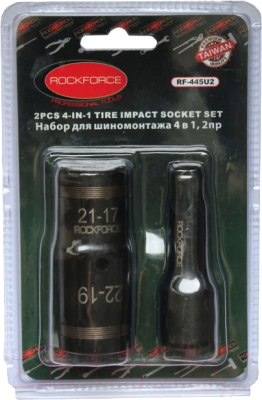 TAIWAN
ROCKFORCE
PROFESSIONAL TOOLS
RF-445U2
2PCS 4-IN-1 TIRE IMPACT SOCKET SET
Набор для шиномонтажа 4 в 1, 2пр
21-17
ROCKFORCE
22-19